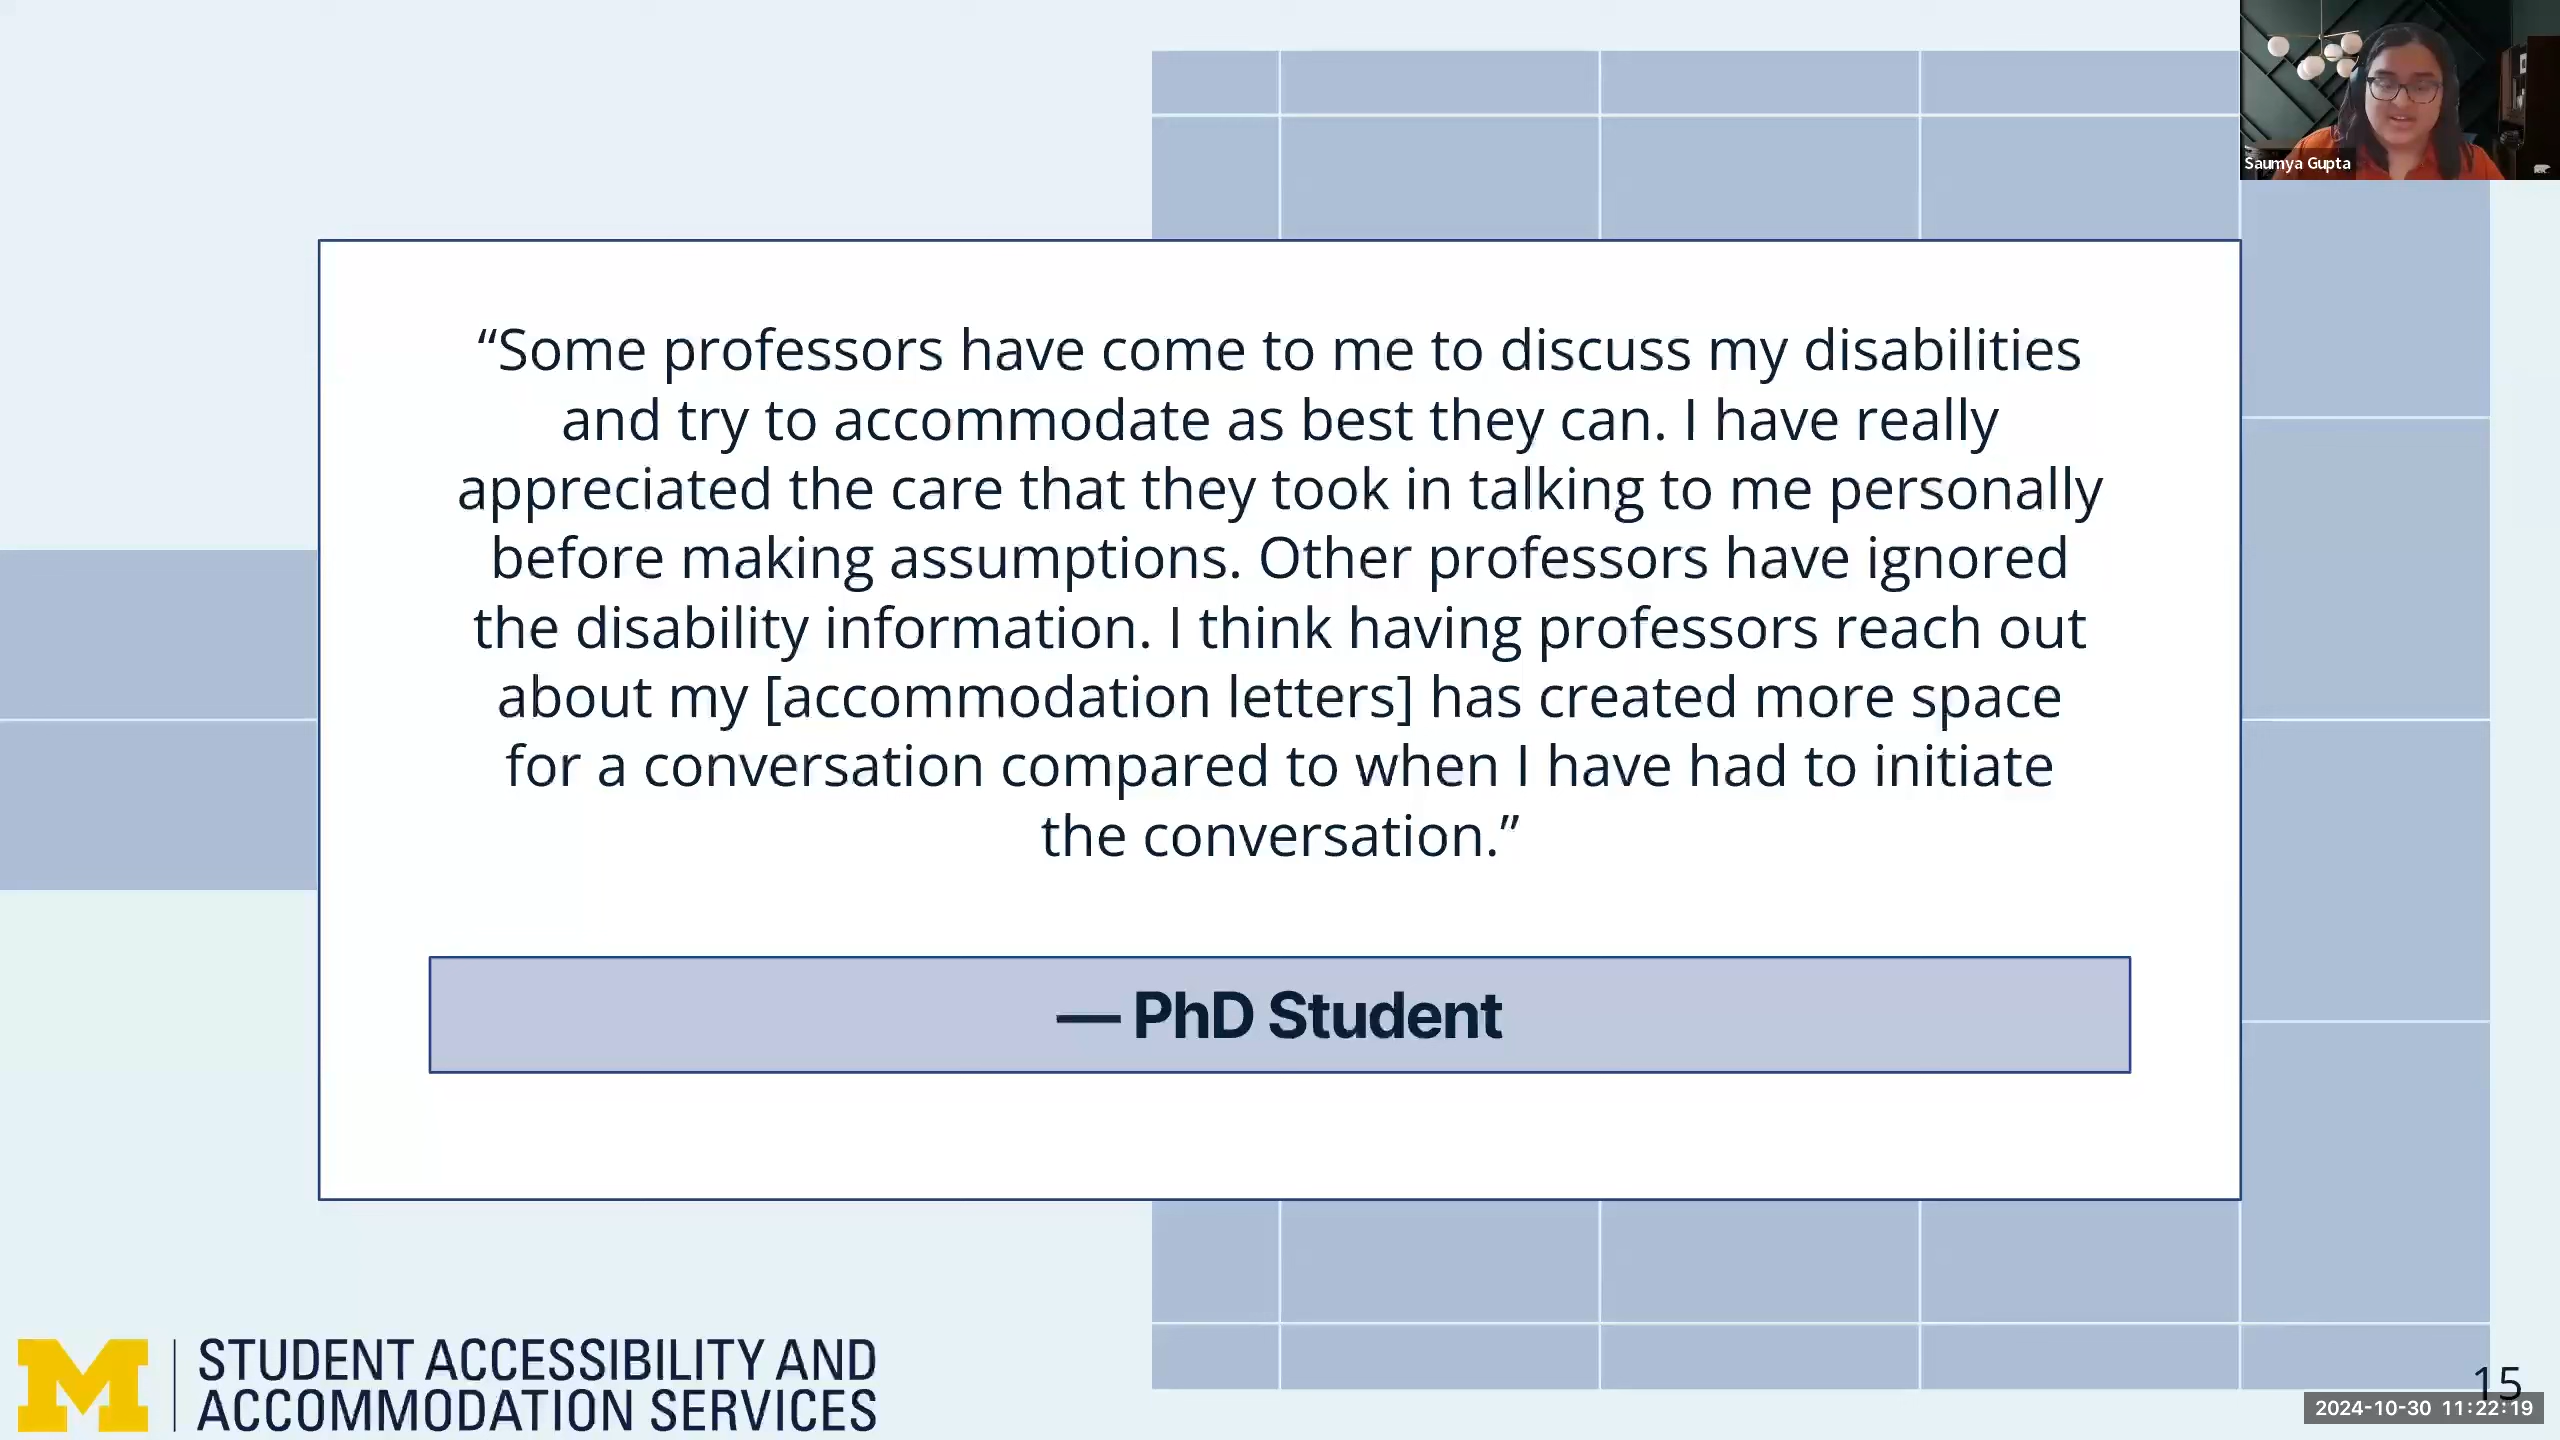 Saumya Gupta
“Some professors have come to me to discuss my disabilities
and try to accommodate as best they can. I have really
appreciated the care that they took in talking to me personally
before making assumptions. Other professors have ignored
the disability information. I think having professors reach out
about my [accommodation letters] has created more space
for a conversation compared to when I have had to initiate
the conversation.”
— PhD Student
M
STUDENT ACCESSIBILITY AND
ACCOMMODATION SERVICES
15
2024-10-30 11:22:19